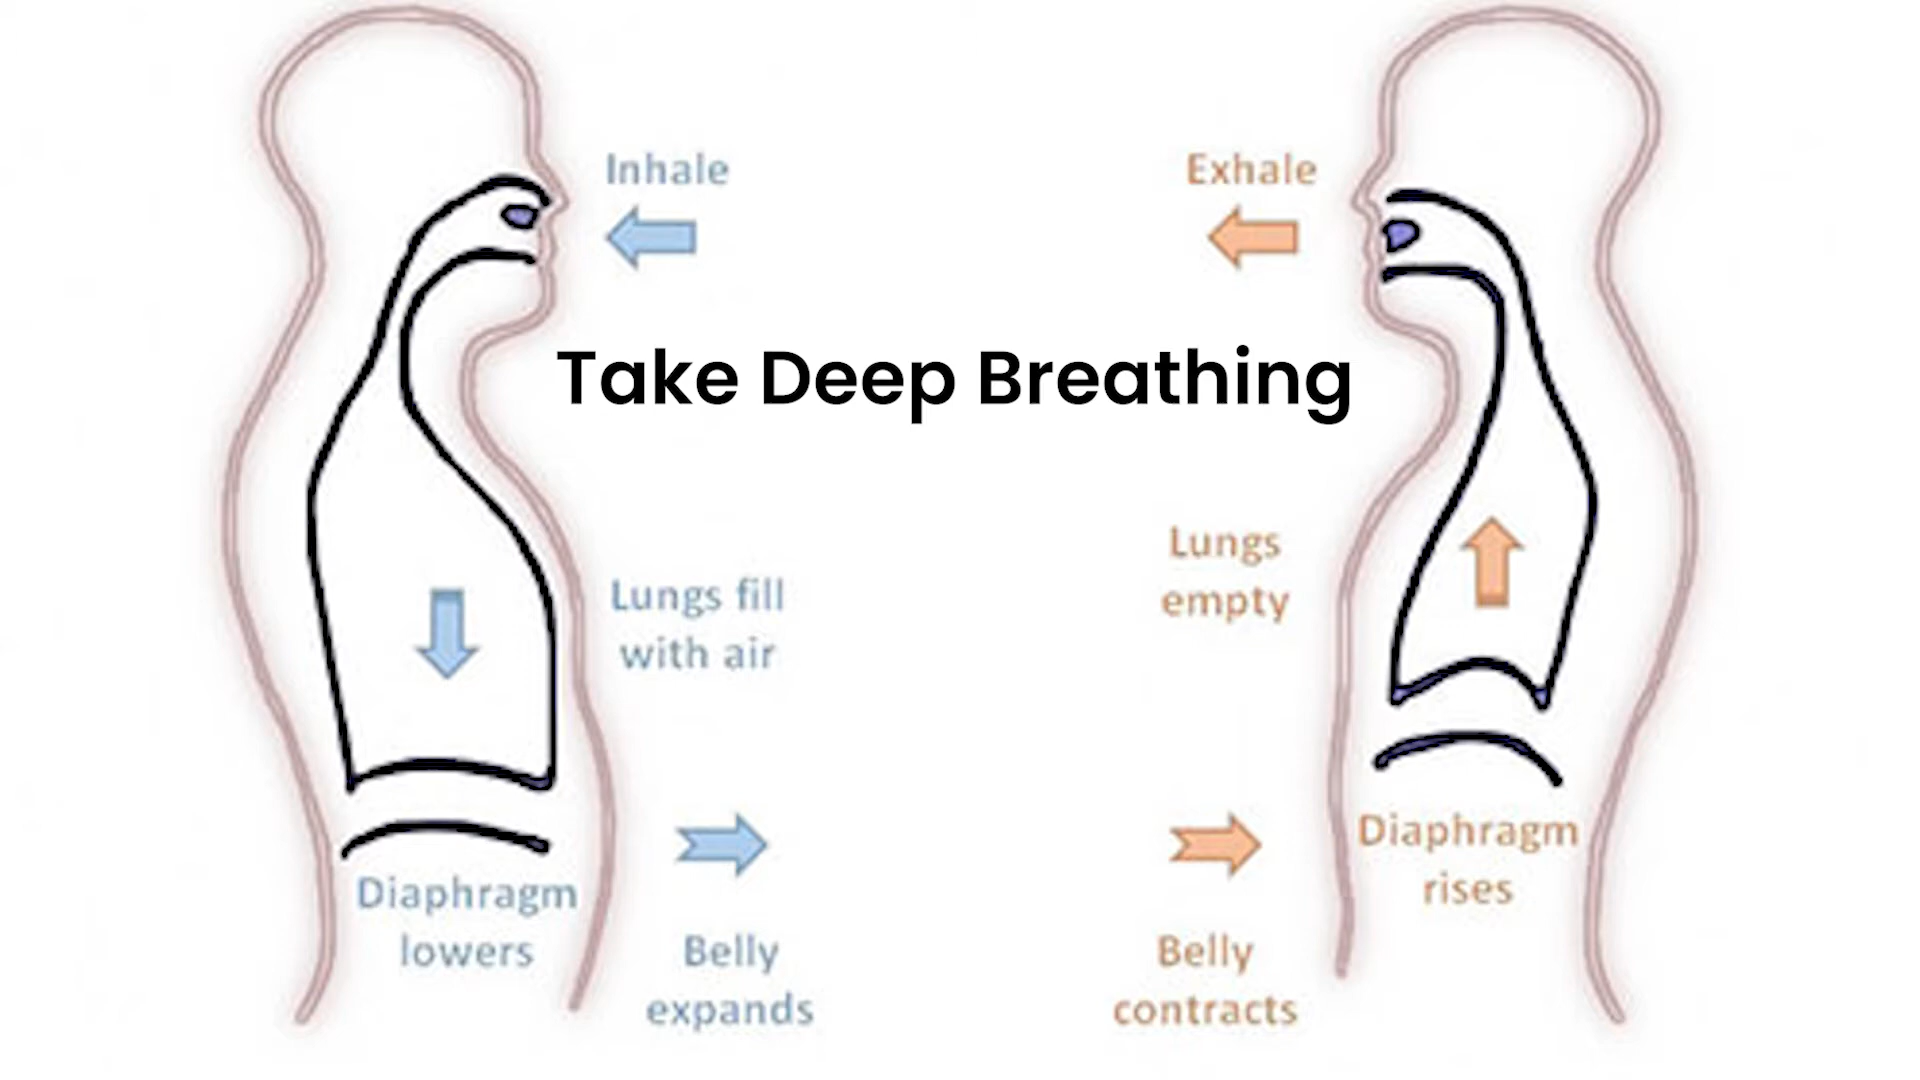 Inhale
Exhale
Take Deep Breathing
Lungs fill
with air
Lungs
empty
Diaphragm
lowers
Belly
expands
Belly
contracts
Diaphragm
rises